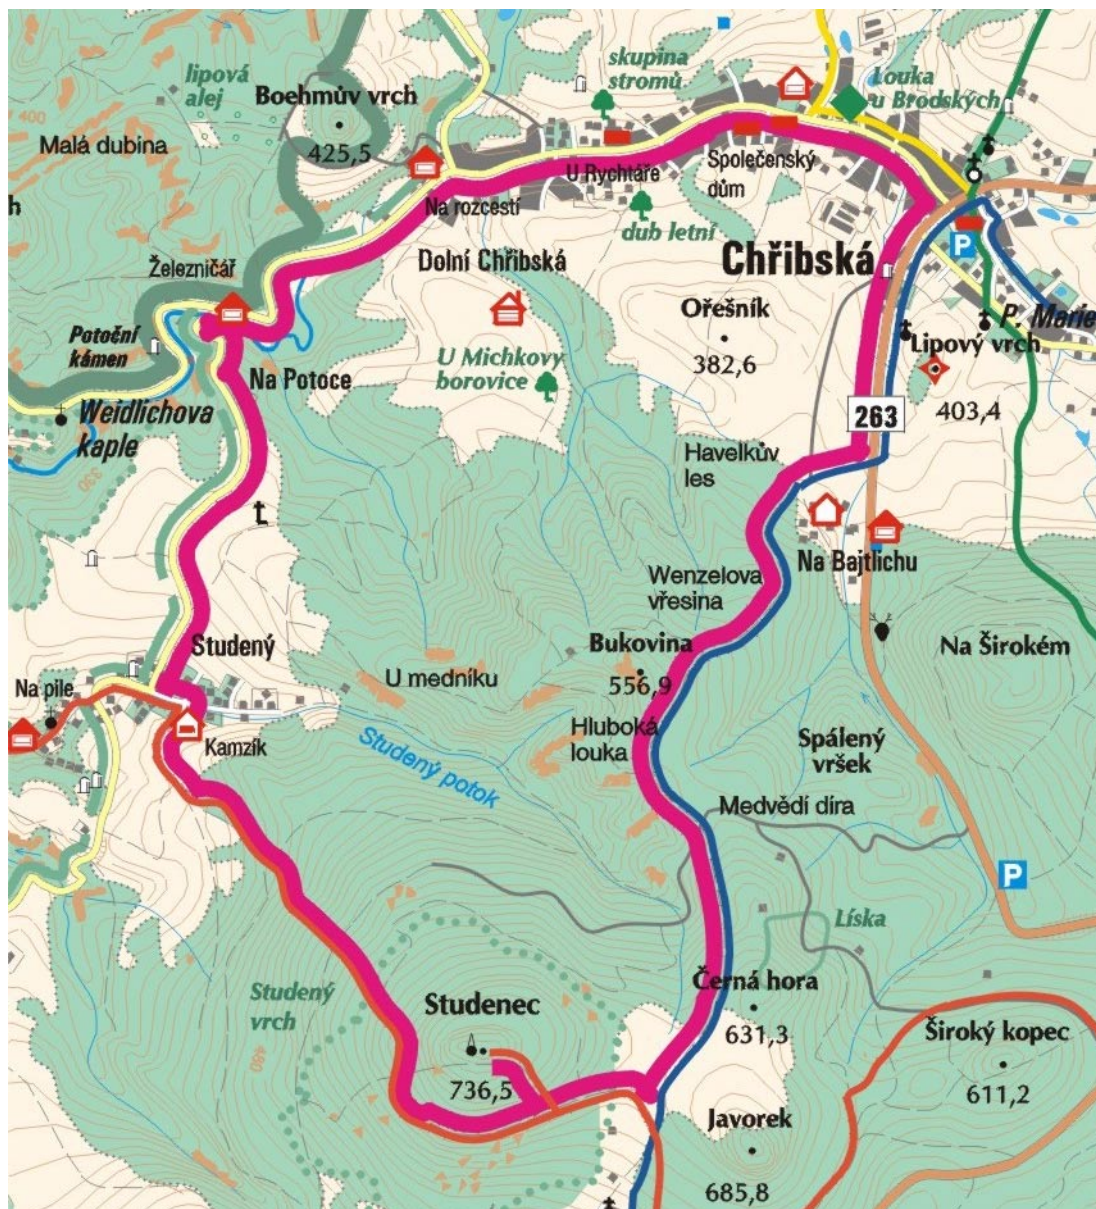 lipová
alej
Boehmův vrch
425,5
skupina
stromů
Louka
u Brodských
400
Malá dubina
h
U Rychtáře
Společenský
dům
Na rozcestí
dub letní
Železničář
Dolní Chřibská
Chřibská
P
Ořešník
382,6
P. Marie
Lipový vrch
403,4
Potoční
kámen
Na Potoce
U Michkovy
borovice
Weidlichova
kaple
330
263
Havelkův
les
Na Bajtlichu
Wenzelova
vřesina
Studený
Bukovina
556,9
Na Širokém
Na pile
U medníku
Kamzík
Studený potok
Hluboká
louka
Spálený
vršek
Medvědí díra
P
Líska
Studený
vrch
Studenec
736,5
Černá hora
631,3
Široký kopec
611,2
Javorek
685,8